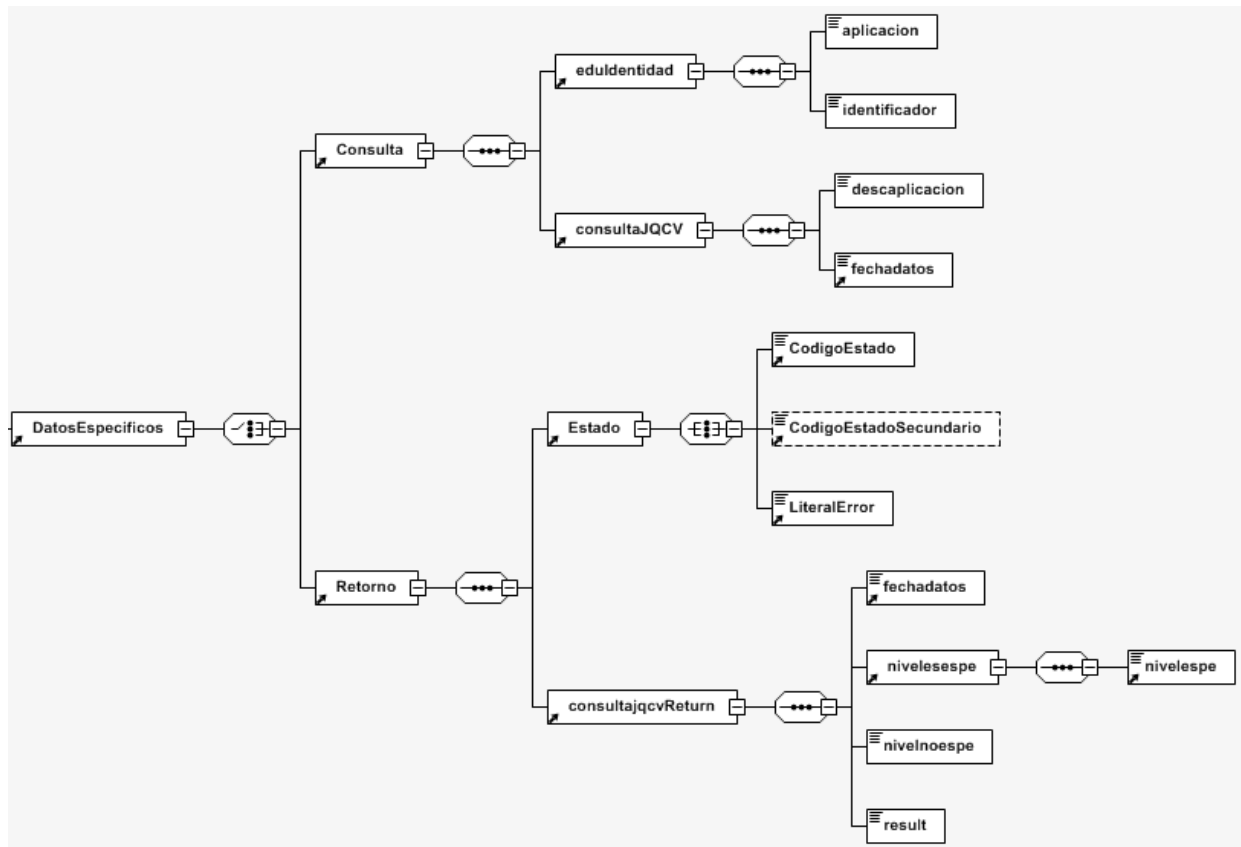 aplicacion
eduIdentidad
identificador
Consulta
descaplicacion
consultaJQCV
fechadatos
CodigoEstado
DatosEspecificos
Estado
CodigoEstadoSecundario
LiteralError
Retorno
fechadatos
nivelesespe
nivelespe
consultajqcvReturn
nivelnoespe
result